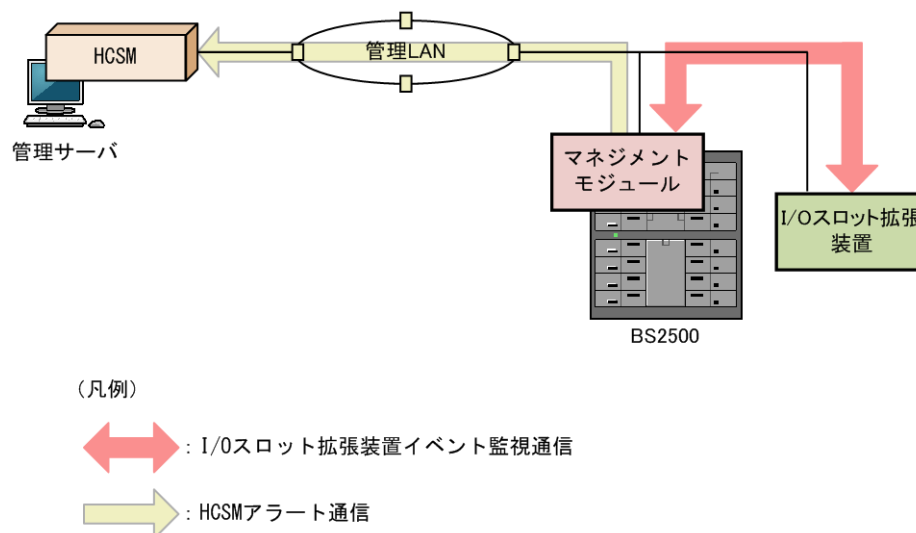 HCSM
管理LAN
管理サーバ
マネジメント
モジュール
I/Oスロット拡張
装置
BS2500
（凡例）
：I/Oスロット拡張装置イベント監視通信
：HCSMアラート通信